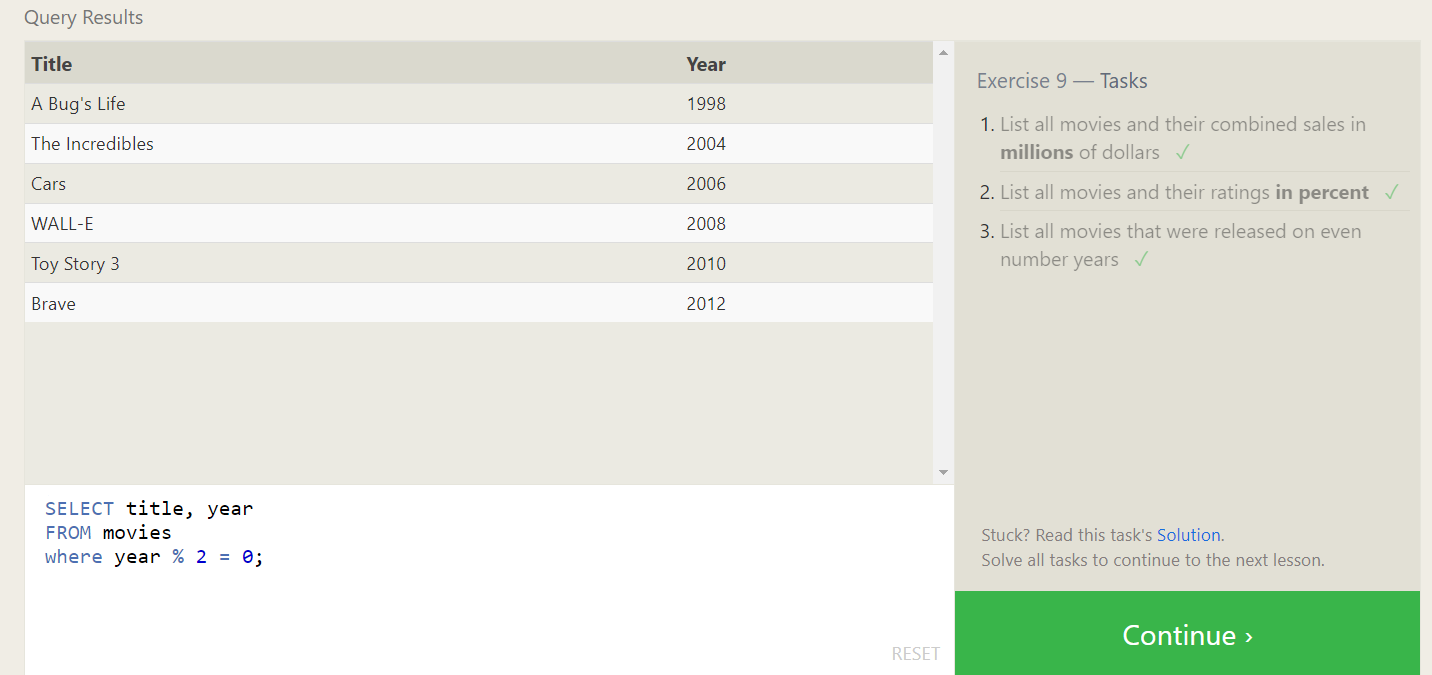 Query Results
Title Year
A Bug's Life 1998
The Incredibles 2004
Cars 2006
WALL-E 2008
Toy Story 3 2010
Brave 2012
SELECT title, year
FROM movies
where year % 2 = 0;
RESET
Exercise 9 — Tasks
1. List all movies and their combined sales in
millions of dollars ✓
2. List all movies and their ratings in percent ✓
3. List all movies that were released on even
number years ✓
Stuck? Read this task's Solution.
Solve all tasks to continue to the next lesson.
Continue ›